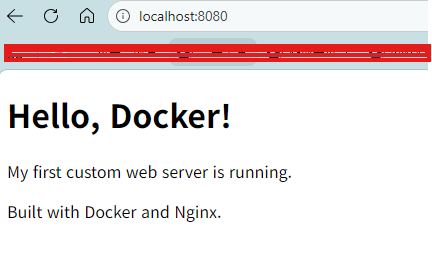 localhost:8080
Hello, Docker!
My first custom web server is running.
Built with Docker and Nginx.